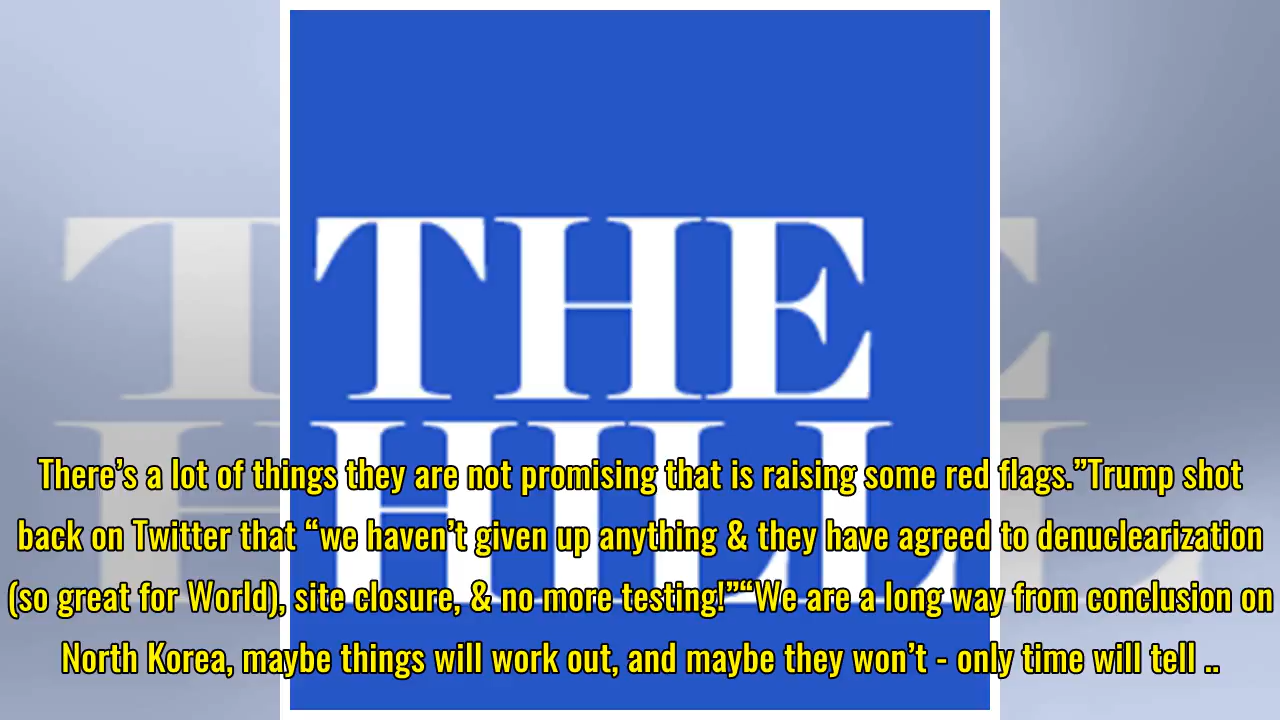 THE
HILL
There’s a lot of things they are not promising that is raising some red flags.”Trump shot
back on Twitter that “we haven’t given up anything & they have agreed to denuclearization
(so great for World), site closure, & no more testing!”“We are a long way from conclusion on
North Korea, maybe things will work out, and maybe they won’t - only time will tell ..